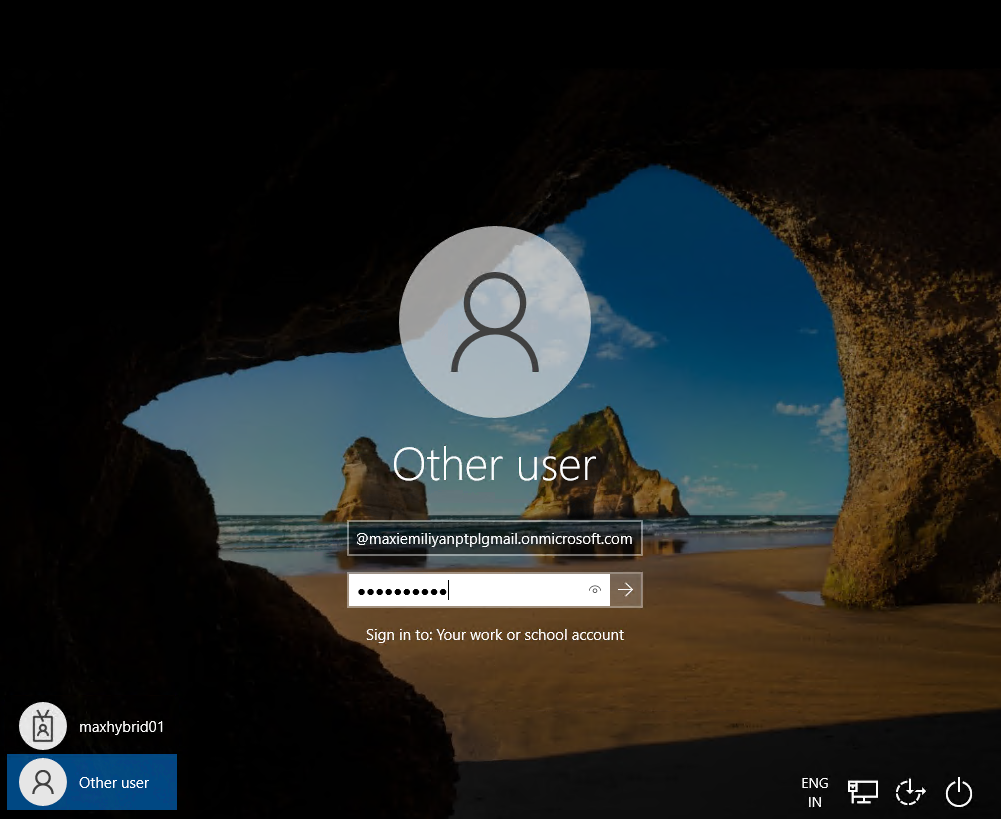 Other user
@maxiemiliyanptplgmail.onmicrosoft.com
●●●●●●●●●●
Sign in to: Your work or school account
maxhybrid01
Other user
ENG
IN